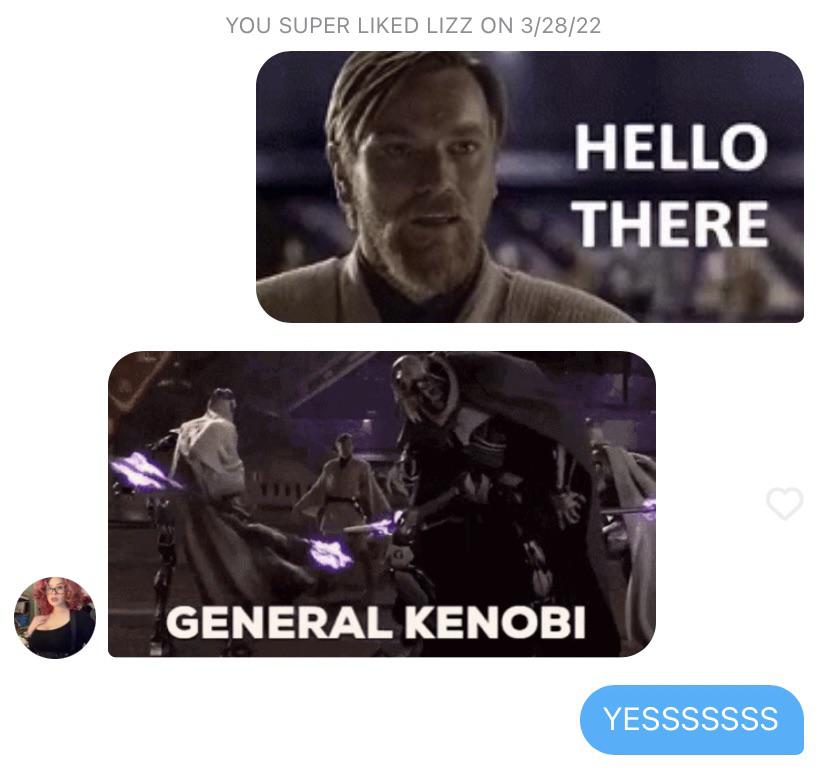 YOU SUPER LIKED LIZZ ON 3/28/22
HELLO
THERE
GENERAL KENOBI
YESSSSSSS